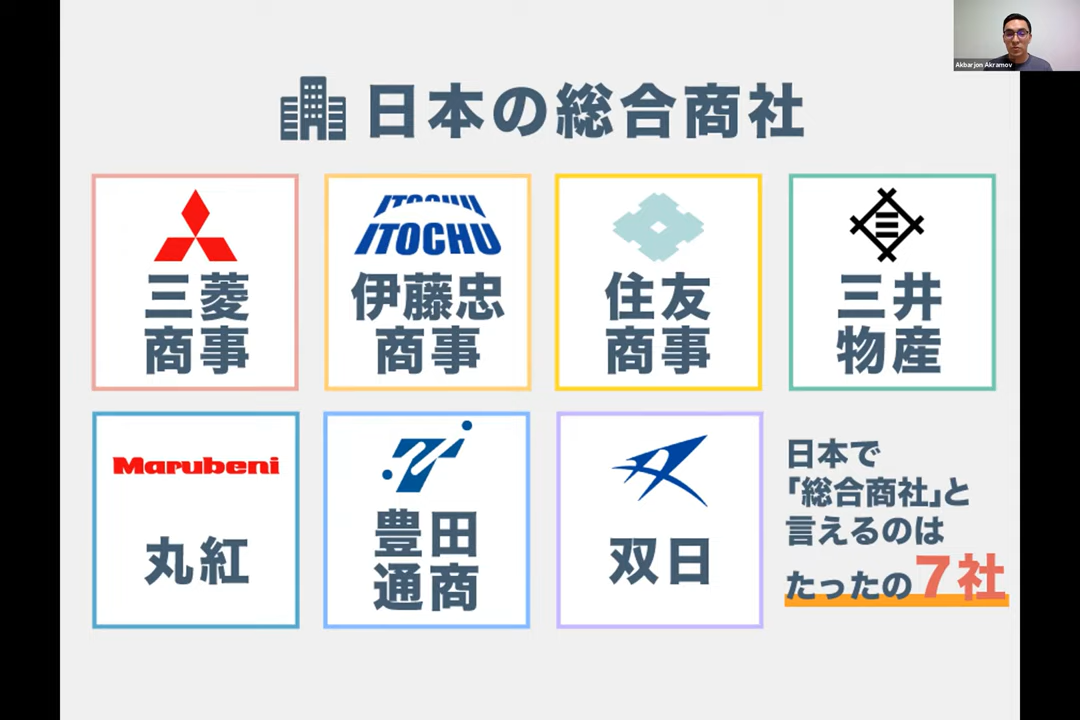 Akbarjon Akramov
日本の総合商社
三菱
商事
ITOCHU
ITOCHU
伊藤忠
商事
住友
商事
三井
物産
Marubeni
丸紅
豊田
通商
双日
日本で
「総合商社」と
言えるのは
たったの7社